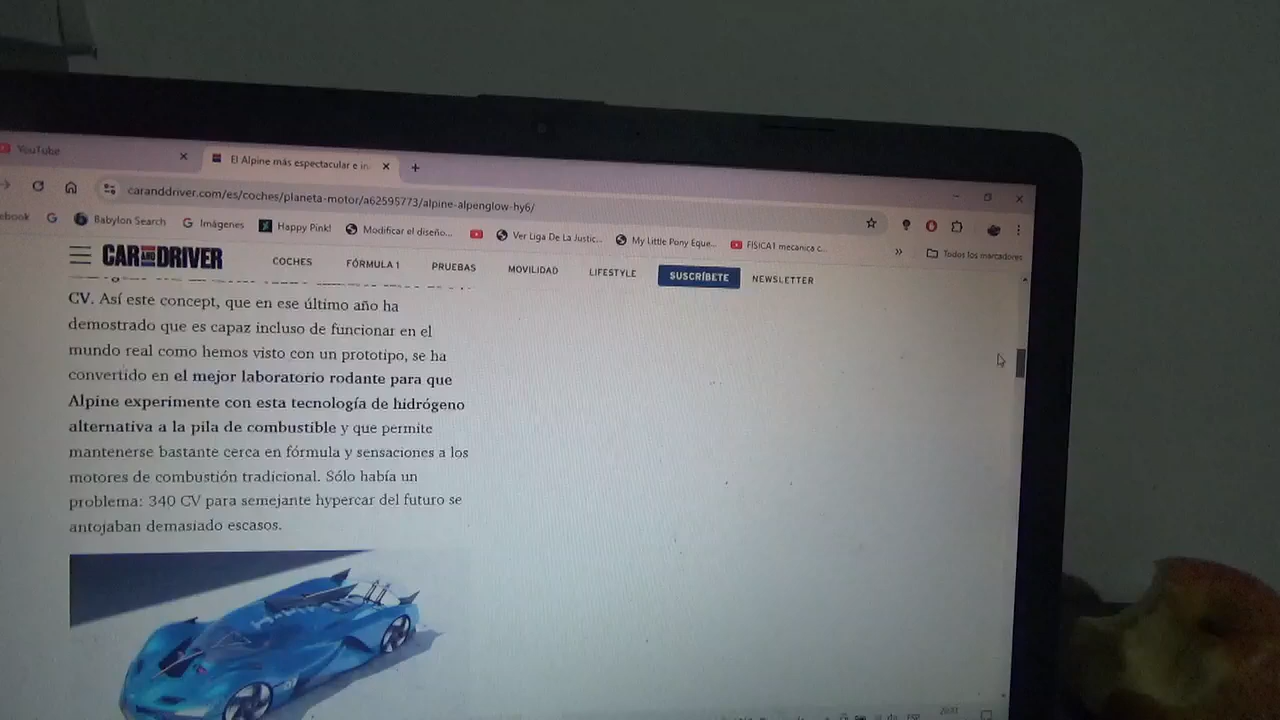 YouTube
El Alpine más espectacular e in
caranddriver.com/es/coches/planeta-motor/a62595773/alpine-alpenglow-hy6/
ebook
Babylon Search
Imágenes
Happy Pink!
Modificar el diseño...
Ver Liga De La Justic...
My Little Pony Eque...
FISICA1 mecanica c...
»
Todos los marcadores
CAR AND DRIVER
COCHES
FÓRMULA 1
PRUEBAS
MOVILIDAD
LIFESTYLE
SUSCRÍBETE
NEWSLETTER
CV. Así este concept, que en ese último año ha
demostrado que es capaz incluso de funcionar en el
mundo real como hemos visto con un prototipo, se ha
convertido en el mejor laboratorio rodante para que
Alpine experimente con esta tecnología de hidrógeno
alternativa a la pila de combustible y que permite
mantenerse bastante cerca en fórmula y sensaciones a los
motores de combustión tradicional. Sólo había un
problema: 340 CV para semejante hypercar del futuro se
antojaban demasiado escasos.
ESP